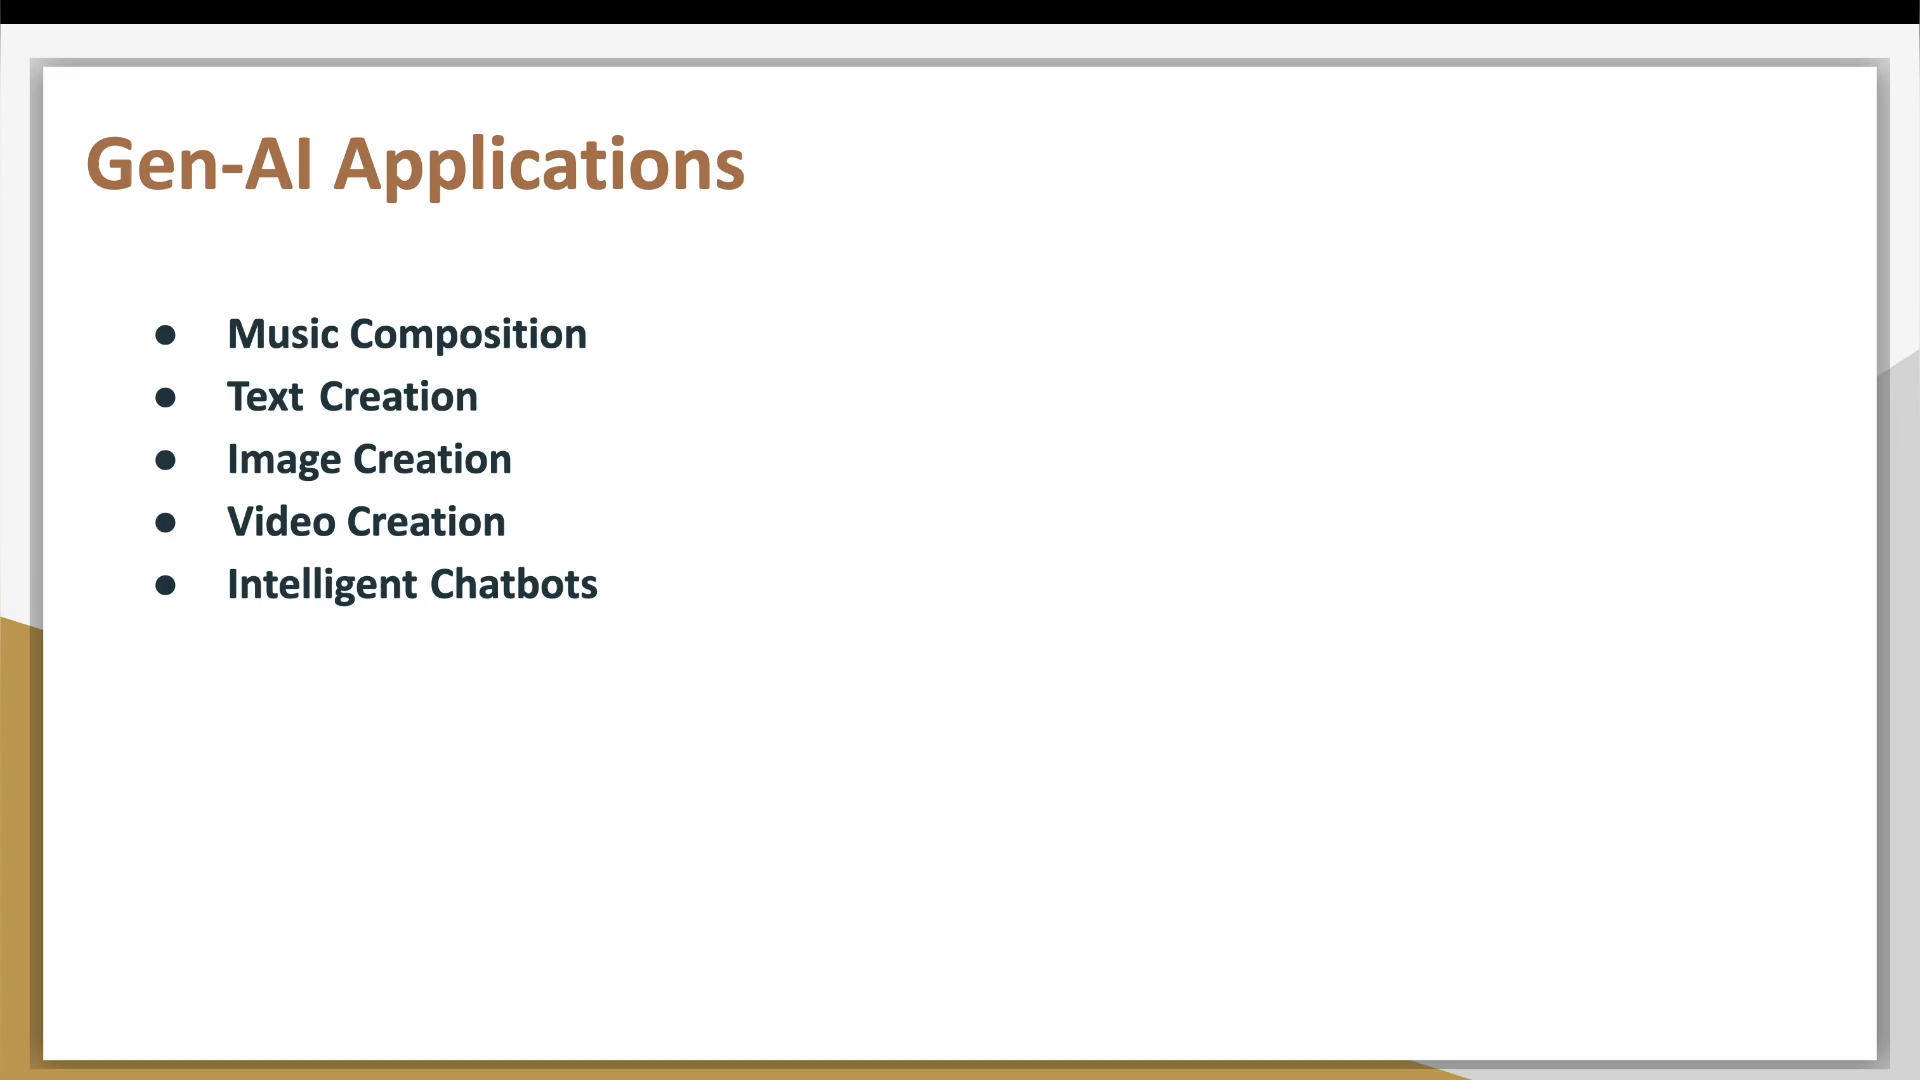 Gen-AI Applications
● Music Composition
● Text Creation
● Image Creation
● Video Creation
● Intelligent Chatbots